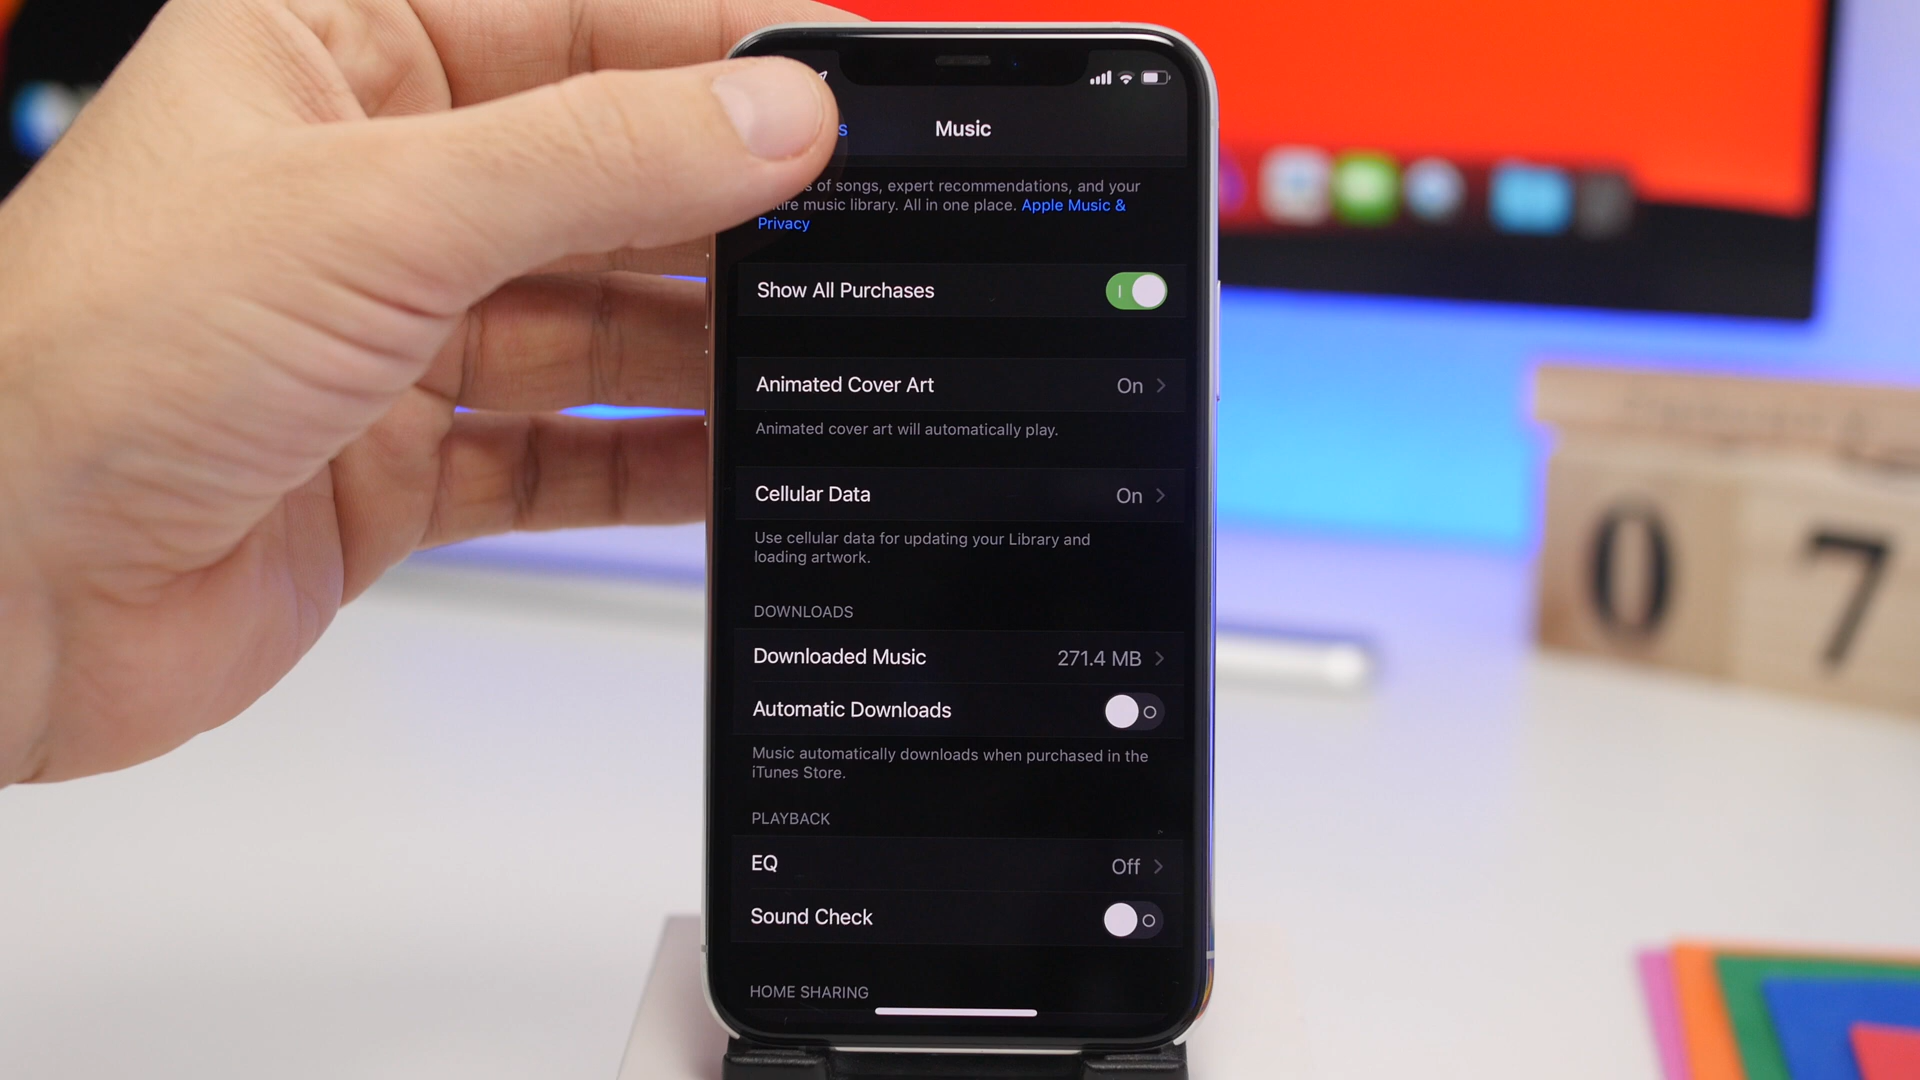 Music
s of songs, expert recommendations, and your
music library. All in one place. Apple Music &
Privacy
Show All Purchases
Animated Cover Art On
Animated cover art will automatically play.
Cellular Data On
Use cellular data for updating your Library and
loading artwork.
DOWNLOADS
Downloaded Music 271.4 MB
Automatic Downloads
Music automatically downloads when purchased in the
iTunes Store.
PLAYBACK
EQ Off
Sound Check
HOME SHARING
0 7